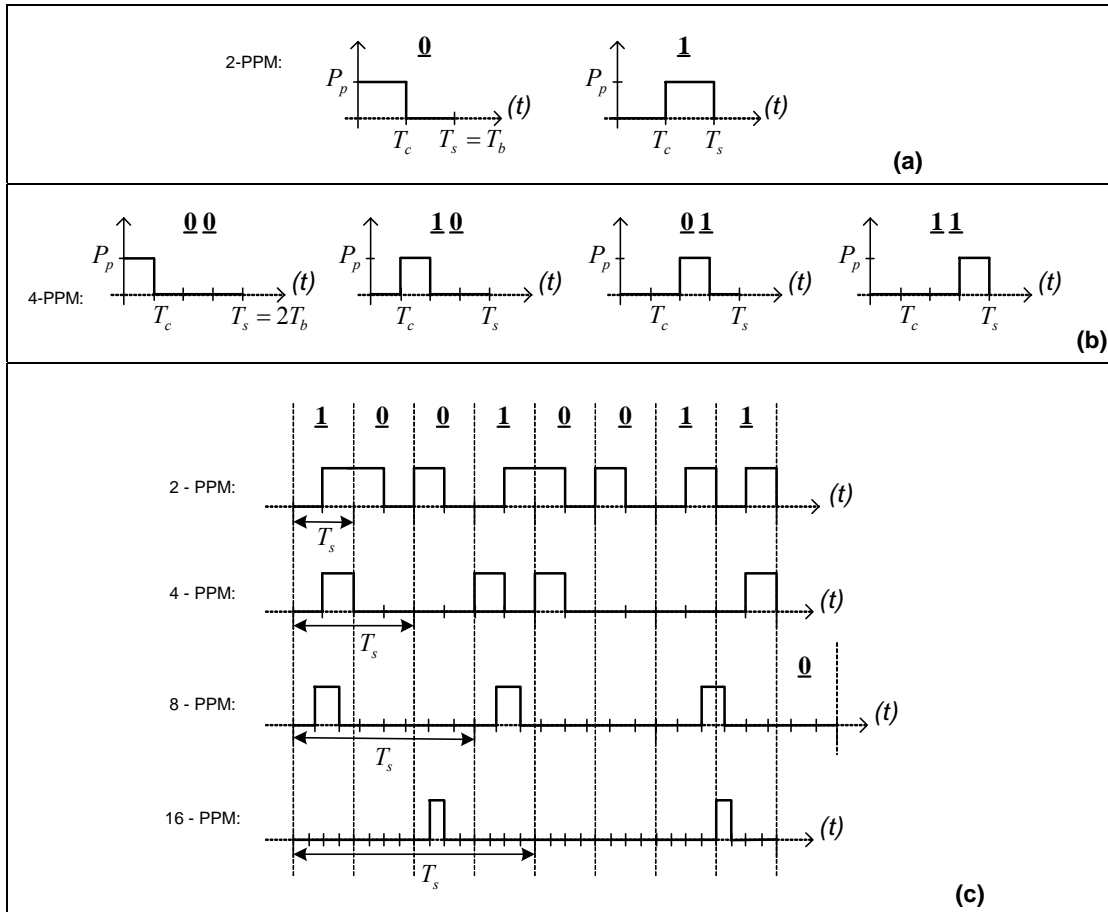 2-PPM:
0 1
P_p (t) P_p (t)
T_c T_s = T_b T_c T_s
(a)
0 0 1 0 0 1 1 1
P_p (t) P_p (t) P_p (t) P_p (t)
4-PPM:
T_c T_s = 2T_b T_c T_s T_c T_s T_c T_s
(b)
1 0 0 1 0 0 1 1
2 - PPM: (t)
T_s
4 - PPM: (t)
T_s
0
8 - PPM: (t)
T_s
16 - PPM: (t)
T_s
(c)